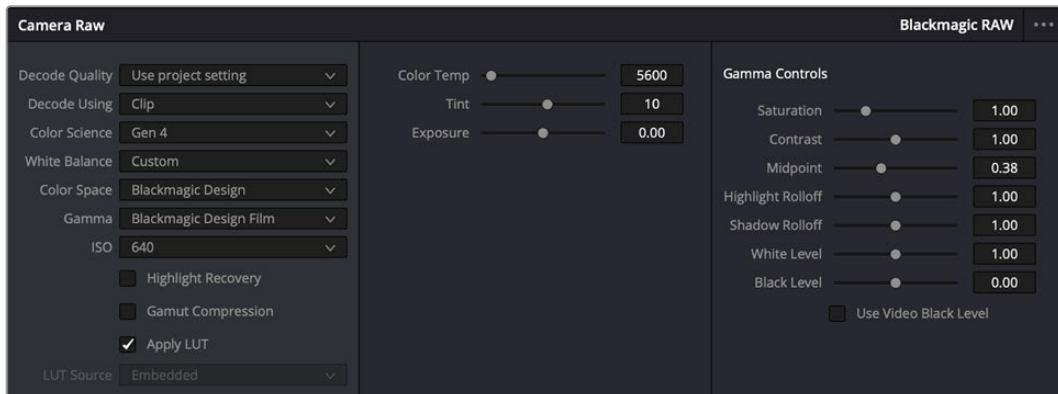 Camera Raw
Blackmagic RAW
Decode Quality Use project setting
Decode Using Clip
Color Science Gen 4
White Balance Custom
Color Space Blackmagic Design
Gamma Blackmagic Design Film
ISO 640
Highlight Recovery
Gamut Compression
Apply LUT
LUT Source Embedded
Color Temp 5600
Tint 10
Exposure 0.00
Gamma Controls
Saturation 1.00
Contrast 1.00
Midpoint 0.38
Highlight Rolloff 1.00
Shadow Rolloff 1.00
White Level 1.00
Black Level 0.00
Use Video Black Level